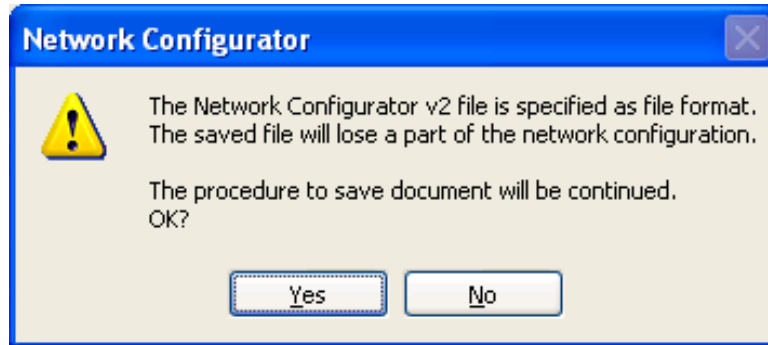 Network Configurator
The Network Configurator v2 file is specified as file format.
The saved file will lose a part of the network configuration.
The procedure to save document will be continued.
OK?
Yes
No